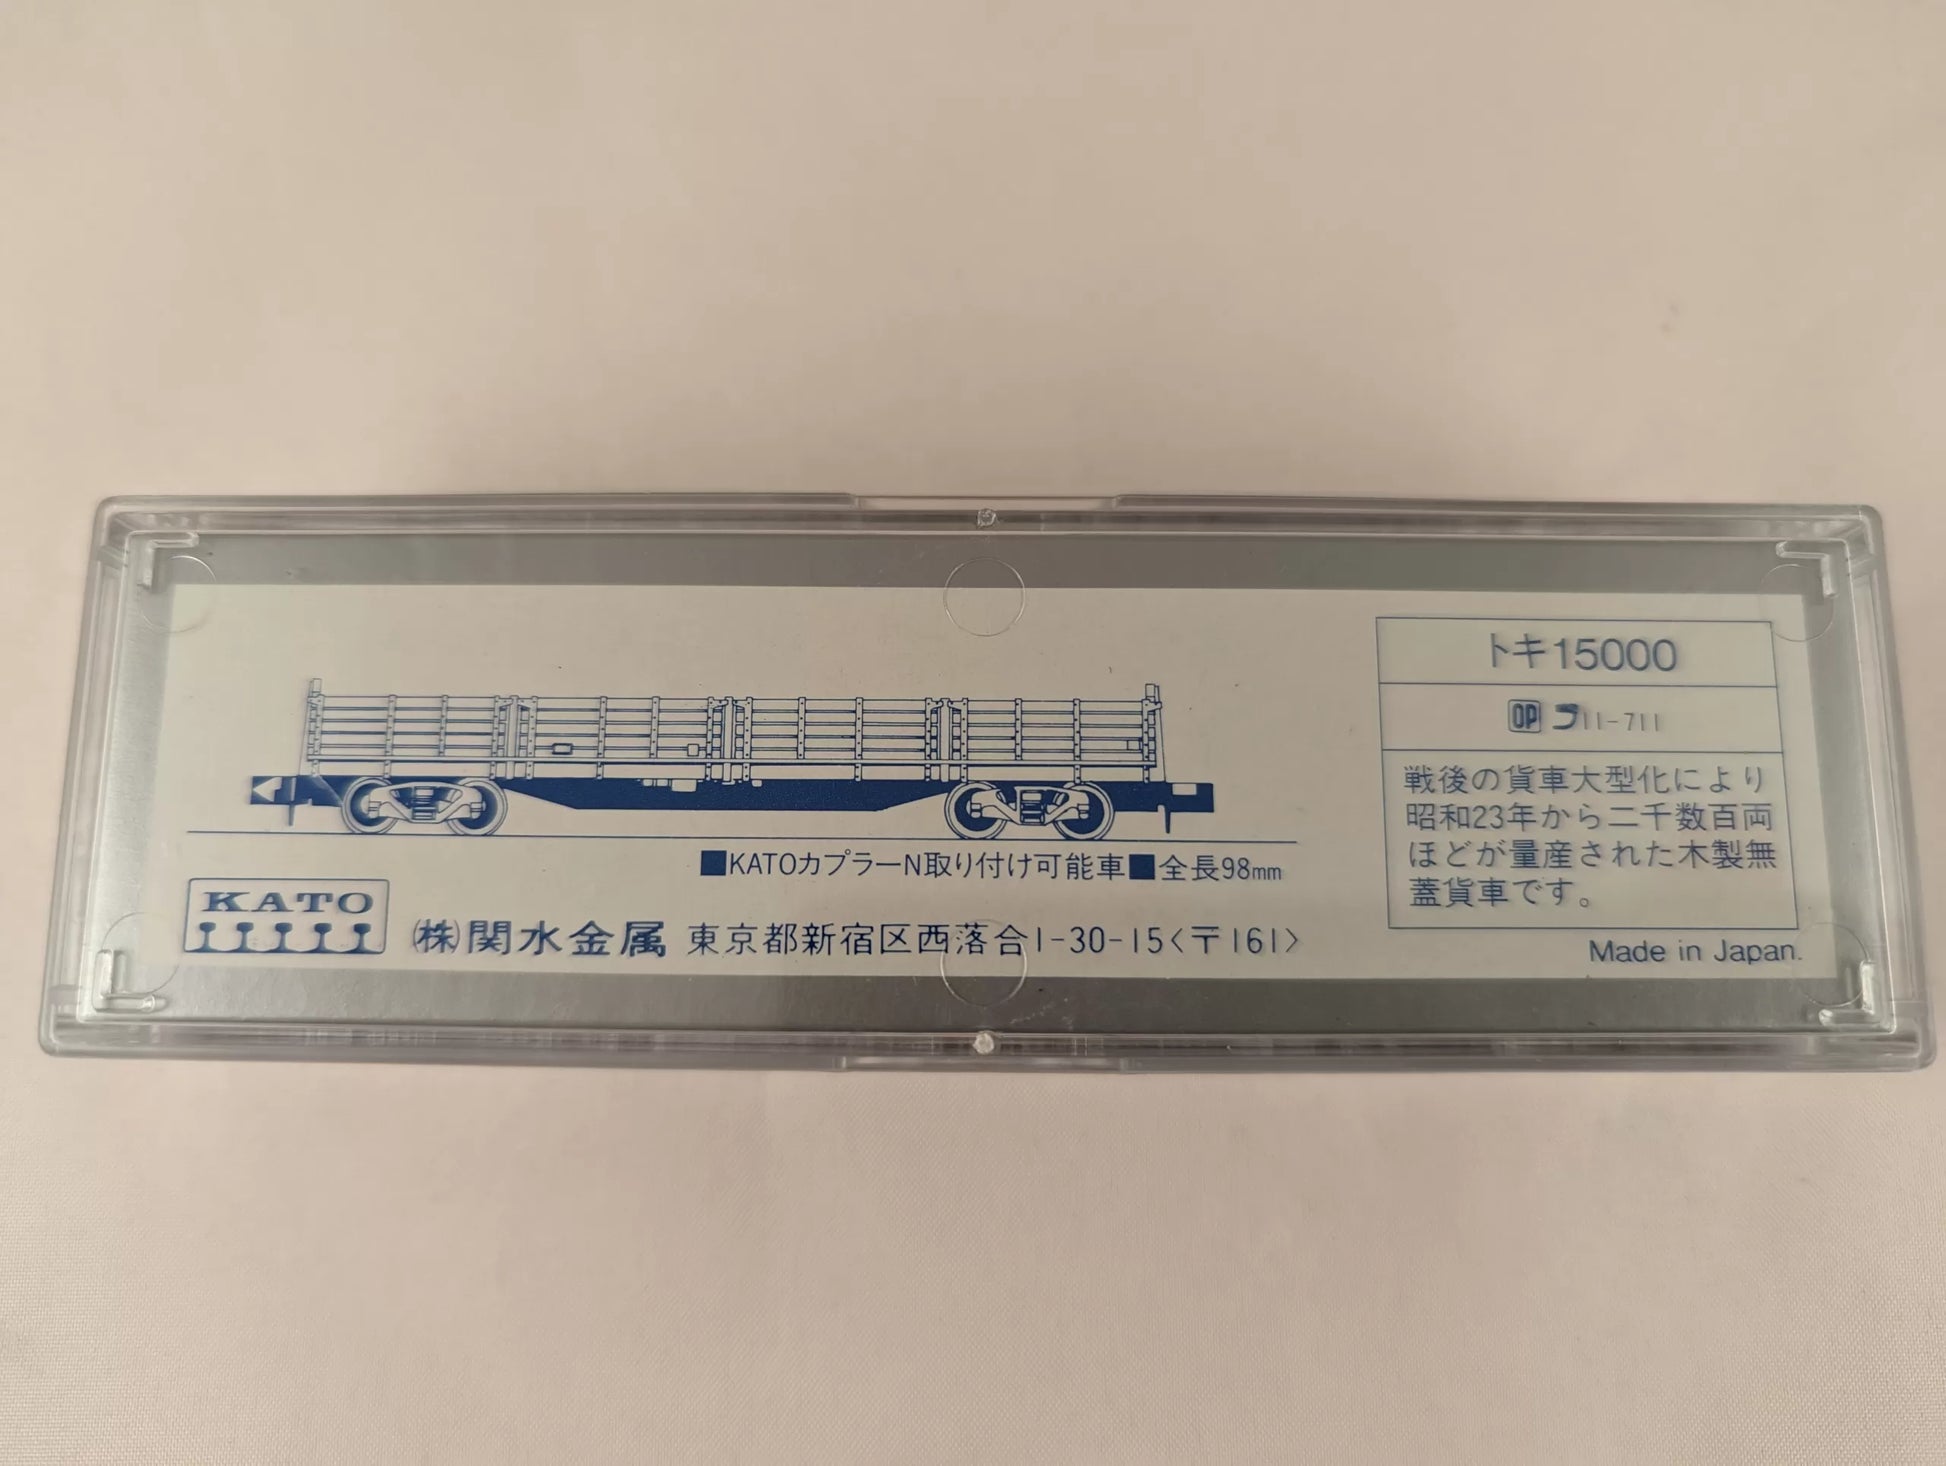 トキ15000
OP 11-711
戦後の貨車大型化により
昭和23年から二千数百両
ほどが量産された木製無
蓋貨車です。
■KATOカプラーN取り付け可能車■全長98mm
KATO
㈱関水金属 東京都新宿区西落合1-30-15<〒161>
Made in Japan.